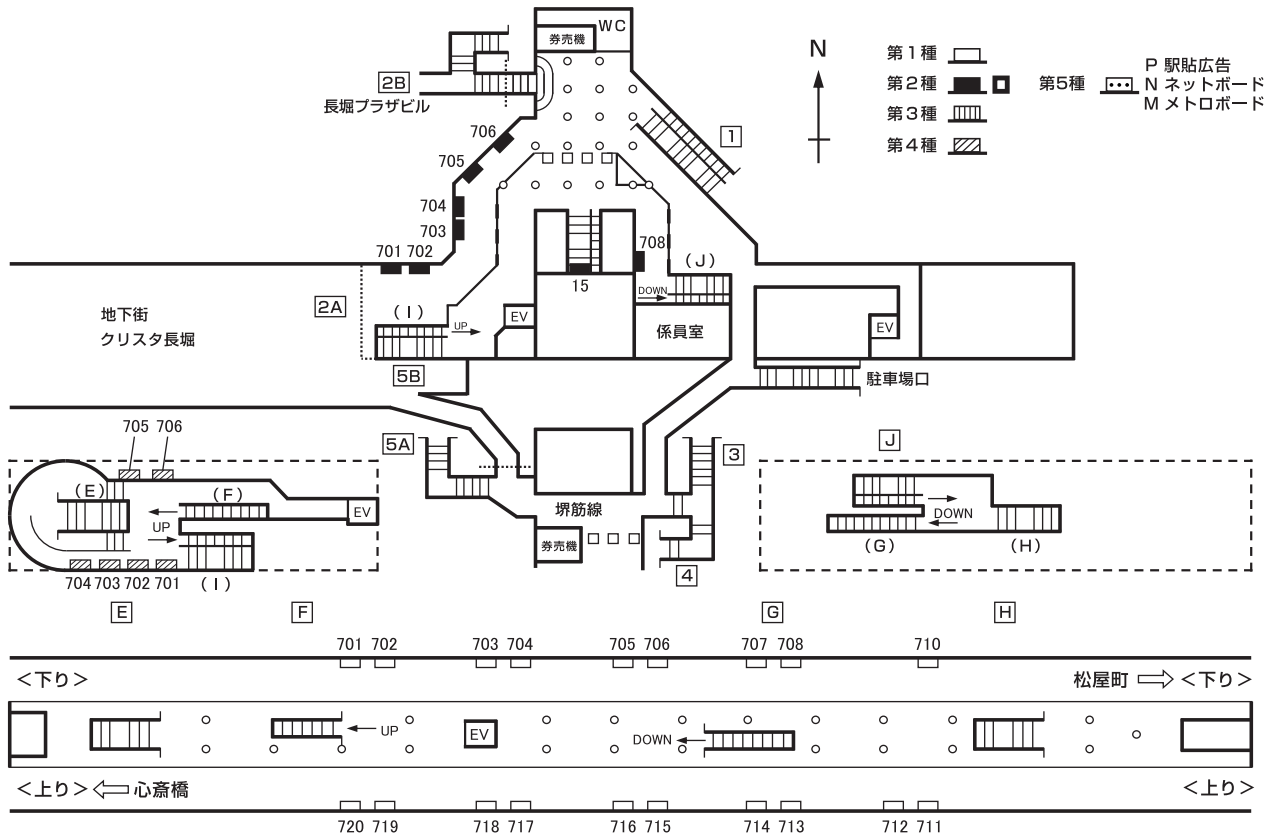 WC
券売機
N
第1種
第2種
第3種
第4種
第5種
P 駅貼広告
N ネットボード
M メトロボード
2B
長堀プラザビル
706
705
704
703
701 702
1
708
15
(J)
DOWN
係員室
EV
(I)
UP
EV
2A
地下街
クリスタ長堀
5B
駐車場口
5A
3
堺筋線
券売機
4
705 706
(E)
(F)
UP
EV
704 703 702 701
(I)
J
DOWN
(G)
(H)
E
F
G
H
701 702
703 704
705 706
707 708
710
<下り>
松屋町
<下り>
UP
EV
DOWN
<上り>
心斎橋
<上り>
720 719
718 717
716 715
714 713
712 711